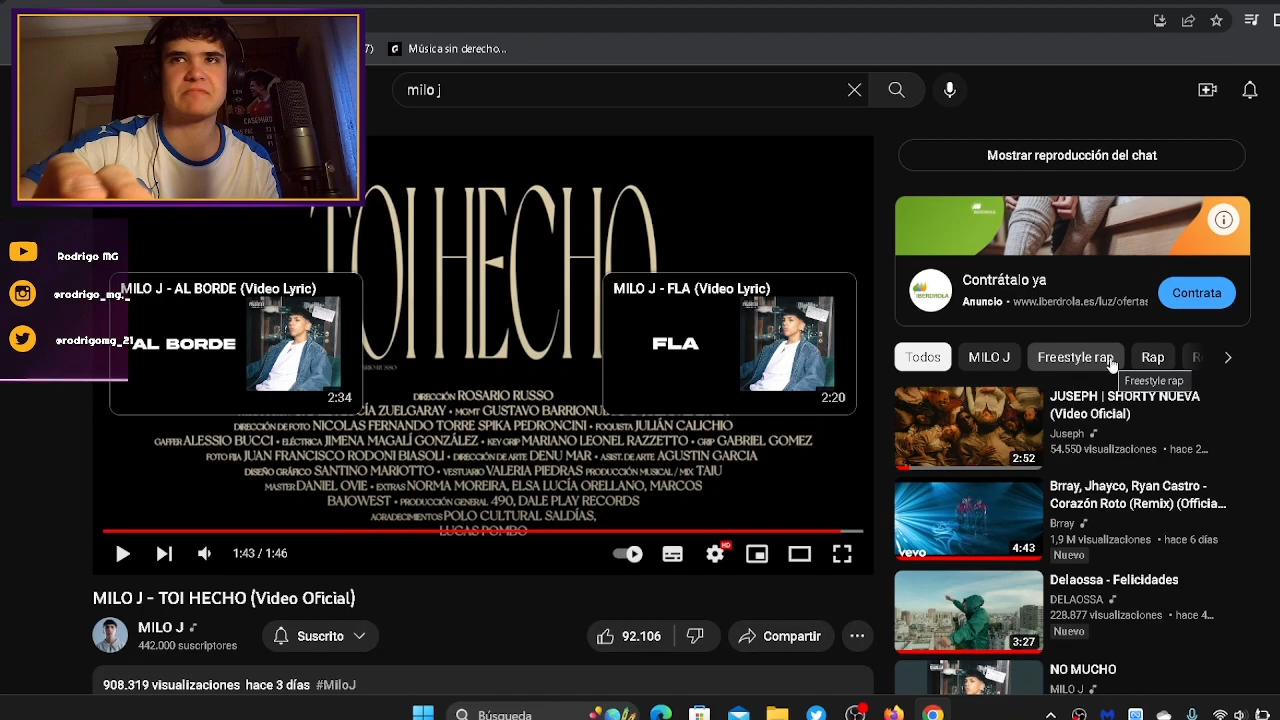 7)
Música sin derecho...
milo j
CASEMIRO
Rodrigo MG
@rodrigo_mg._
@rodrigomg_21
TOI HECHO
MILO J - AL BORDE (Video Lyric)
AL BORDE
2:34
MILO J - FLA (Video Lyric)
FLA
2:20
DIRECCIÓN ROSARIO RUSSO
ZUELGARAY • MGMT GUSTAVO BARRIONU
DIRECCIÓN DE FOTO NICOLAS FERNANDO TORRE SPIKA PEDRONCINI • FOQUISTA JULIÁN CALICHIO
GAFFER ALESSIO BUCCI • ELÉCTRICA JIMENA MAGALÍ GONZÁLEZ • KEY GRIP MARIANO LEONEL RAZZETTO • GRIP GABRIEL GOMEZ
FOTO FIJA JUAN FRANCISCO RODONI BIASOLI • DIRECCIÓN DE ARTE DENU MAR • ASIST. DE ARTE AGUSTIN GARCIA
DISEÑO GRÁFICO SANTINO MARIOTTO • VESTUARIO VALERIA PIEDRAS PRODUCCIÓN MUSICAL / MIX TAIU
MASTER DANIEL OVIE • EXTRAS NORMA MOREIRA, ELSA LUCÍA ORELLANO, MARCOS
BAJOWEST • PRODUCCIÓN GENERAL 490, DALE PLAY RECORDS
AGRADECIMIENTOS POLO CULTURAL SALDÍAS,
LUCAS POMBO
1:43 / 1:46
HD
MILO J - TOI HECHO (Video Oficial)
MILO J
442.000 suscriptores
Suscrito
92.106
Compartir
908.319 visualizaciones hace 3 días #MiloJ
Mostrar reproducción del chat
IBERDROLA
Contrátalo ya
Anuncio • www.iberdrola.es/luz/ofertas
Contrata
Todos
MILO J
Freestyle rap
Rap
Freestyle rap
JUSEPH | SHORTY NUEVA
(Video Oficial)
Juseph
54.550 visualizaciones • hace 2...
2:52
Brray, Jhayco, Ryan Castro -
Corazón Roto (Remix) (Oficia...
Brray
1,9 M visualizaciones • hace 6 días
Nuevo
vevo
4:43
Delaossa - Felicidades
DELAOSSA
228.877 visualizaciones • hace 4...
Nuevo
3:27
NO MUCHO
MILO J
Búsqueda